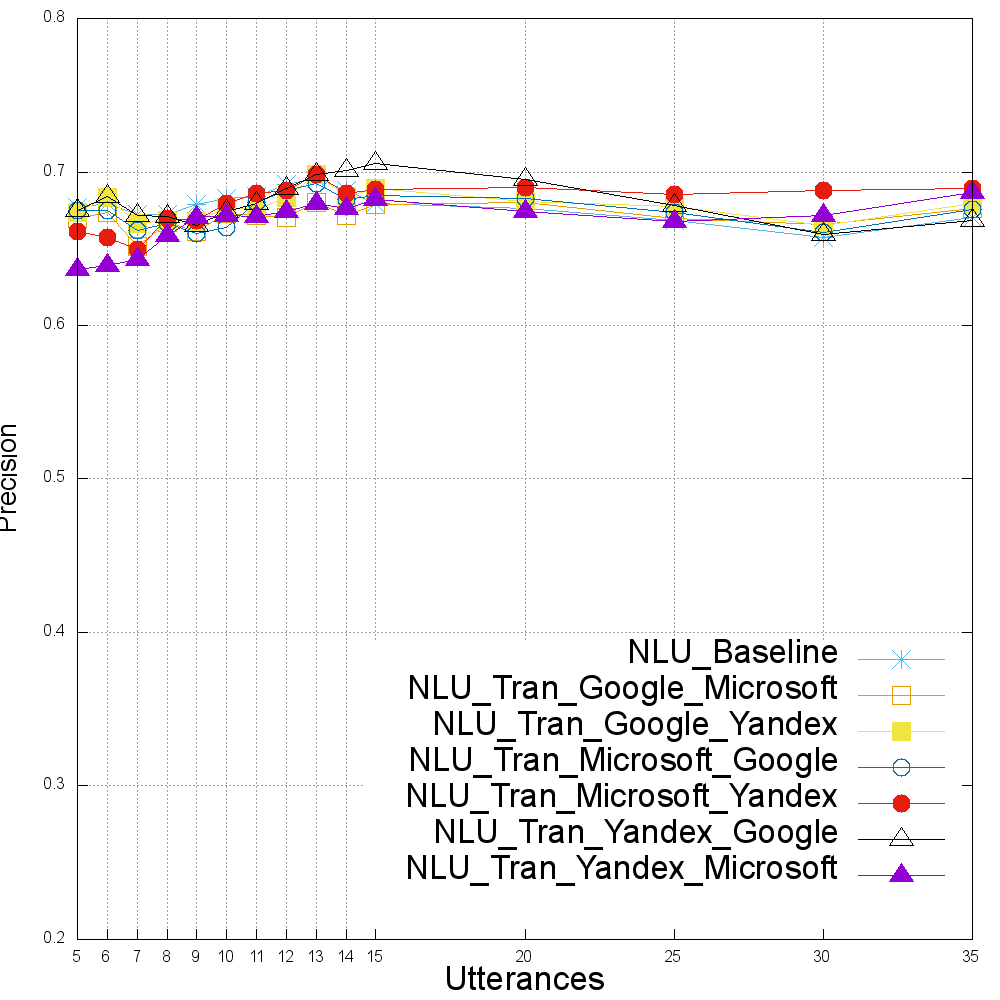 0.8
0.7
0.6
0.5
0.4
0.3
0.2
Precision
NLU_Baseline
NLU_Tran_Google_Microsoft
NLU_Tran_Google_Yandex
NLU_Tran_Microsoft_Google
NLU_Tran_Microsoft_Yandex
NLU_Tran_Yandex_Google
NLU_Tran_Yandex_Microsoft
5 6 7 8 9 10 11 12 13 14 15 20 25 30 35
Utterances